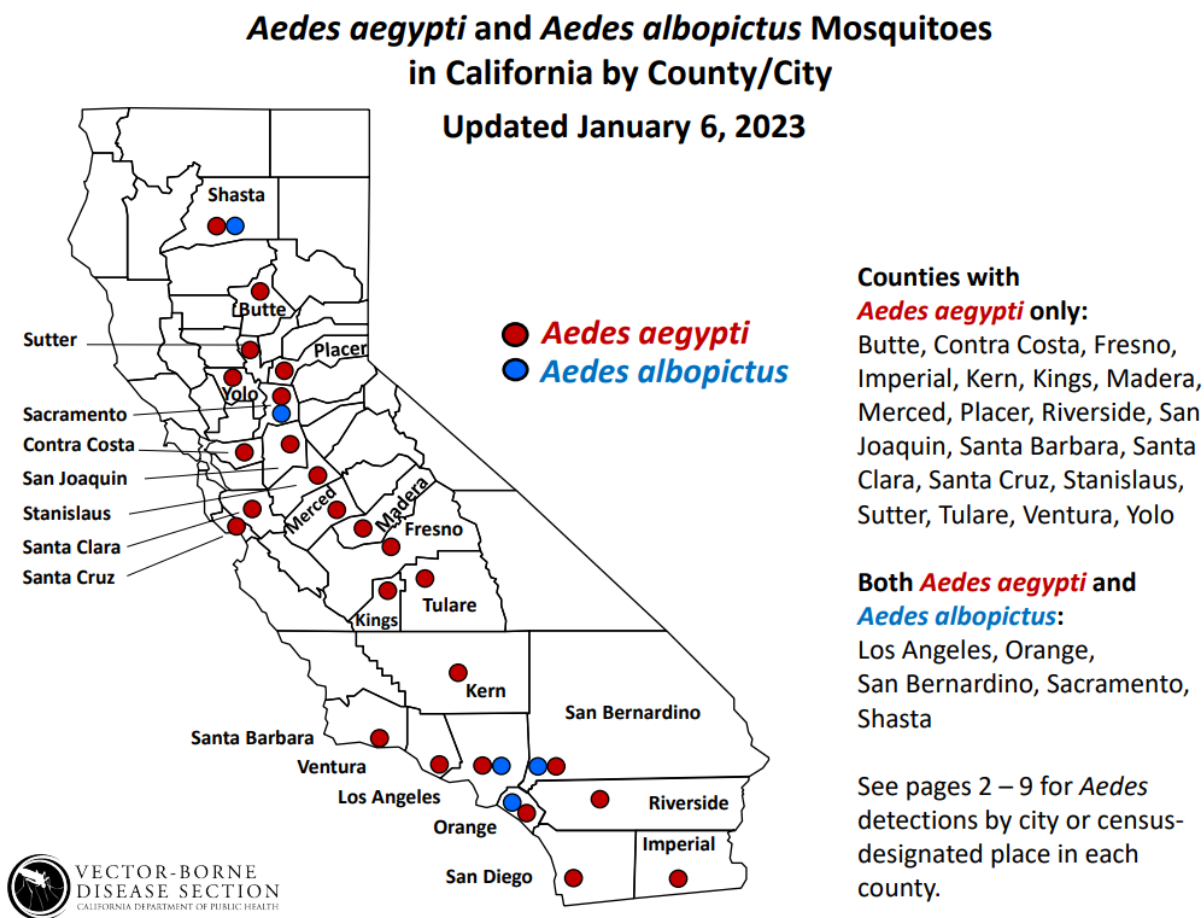 Aedes aegypti and Aedes albopictus Mosquitoes
in California by County/City
Updated January 6, 2023
Shasta
Butte
Sutter
Placer
Yolo
Sacramento
Contra Costa
San Joaquin
Stanislaus
Santa Clara
Santa Cruz
Merced
Madera
Fresno
Kings
Tulare
Kern
San Bernardino
Santa Barbara
Ventura
Los Angeles
Orange
Riverside
San Diego
Imperial
Aedes aegypti
Aedes albopictus
Counties with
Aedes aegypti only:
Butte, Contra Costa, Fresno,
Imperial, Kern, Kings, Madera,
Merced, Placer, Riverside, San
Joaquin, Santa Barbara, Santa
Clara, Santa Cruz, Stanislaus,
Sutter, Tulare, Ventura, Yolo
Both Aedes aegypti and
Aedes albopictus:
Los Angeles, Orange,
San Bernardino, Sacramento,
Shasta
See pages 2 – 9 for Aedes
detections by city or census-
designated place in each
county.
VECTOR-BORNE
DISEASE SECTION
CALIFORNIA DEPARTMENT OF PUBLIC HEALTH